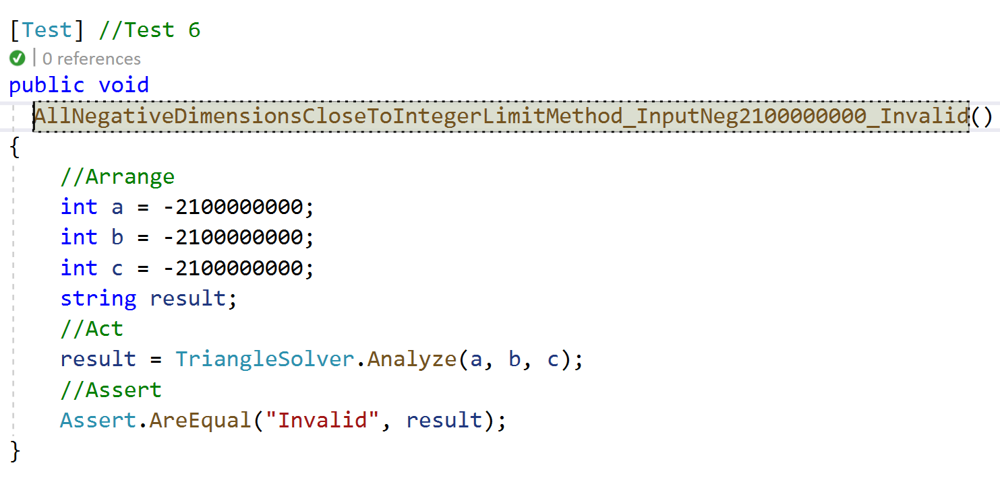 [Test] //Test 6
0 references
public void
AllNegativeDimensionsCloseToIntegerLimitMethod_InputNeg2100000000_Invalid()
{
//Arrange
int a = -2100000000;
int b = -2100000000;
int c = -2100000000;
string result;
//Act
result = TriangleSolver.Analyze(a, b, c);
//Assert
Assert.AreEqual("Invalid", result);
}